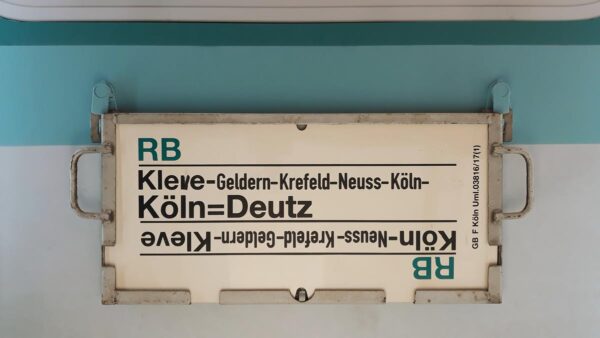 RB
Kleve-Geldern-Krefeld-Neuss-Köln-
Köln=Deutz
Köln-Neuss-Krefeld-Geldern-Kleve
RB
GB F Köln Uml.03816/17(1)